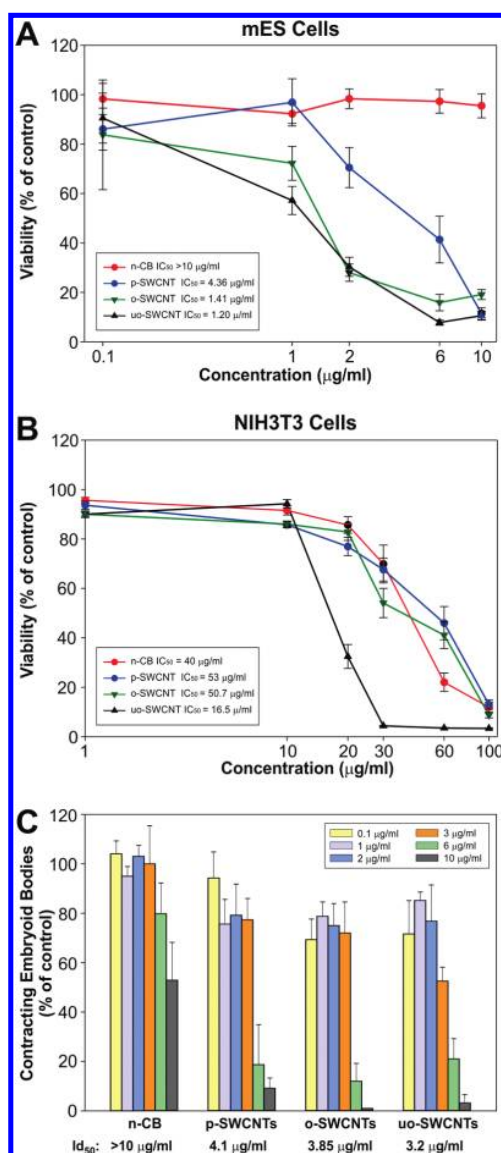 A
mES Cells
Viability (% of control)
120
100
80
60
40
20
0
n-CB IC₅₀ >10 μg/ml
p-SWCNT IC₅₀ = 4.36 μg/ml
o-SWCNT IC₅₀ = 1.41 μg/ml
uo-SWCNT IC₅₀ = 1.20 μ/ml
0.1 1 2 6 10
Concentration (μg/ml)
B
NIH3T3 Cells
Viability (% of control)
120
100
80
60
40
20
0
n-CB IC₅₀ = 40 μg/ml
p-SWCNT IC₅₀ = 53 μg/ml
o-SWCNT IC₅₀ = 50.7 μg/ml
uo-SWCNT IC₅₀ = 16.5 μ/ml
1 10 20 30 60 100
Concentration (μg/ml)
C
Contracting Embryoid Bodies
(% of control)
120
100
80
60
40
20
0
0.1 μg/ml 3 μg/ml
1 μg/ml 6 μg/ml
2 μg/ml 10 μg/ml
n-CB p-SWCNTs o-SWCNTs uo-SWCNTs
Id₅₀: >10 μg/ml 4.1 μg/ml 3.85 μg/ml 3.2 μg/ml